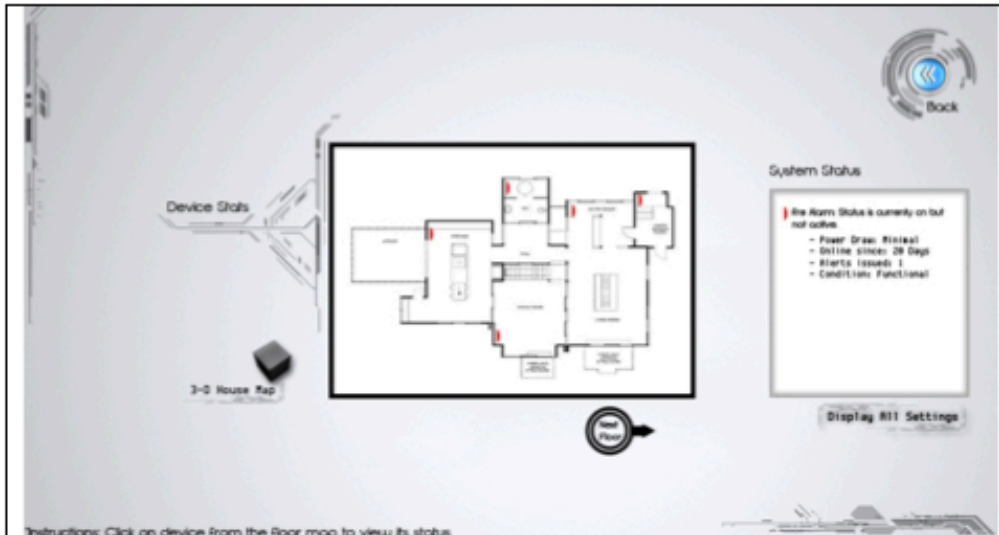 Back
System Status
Device Stats
Fire Alarm Status is currently on but
not active
- Power Draw: Minimal
- Online since: 20 Days
- Alerts issued: 1
- Condition: Functional
3-D House Map
Display All Settings
Next
Floor
Instructions: Click on device from the floor map to view its status